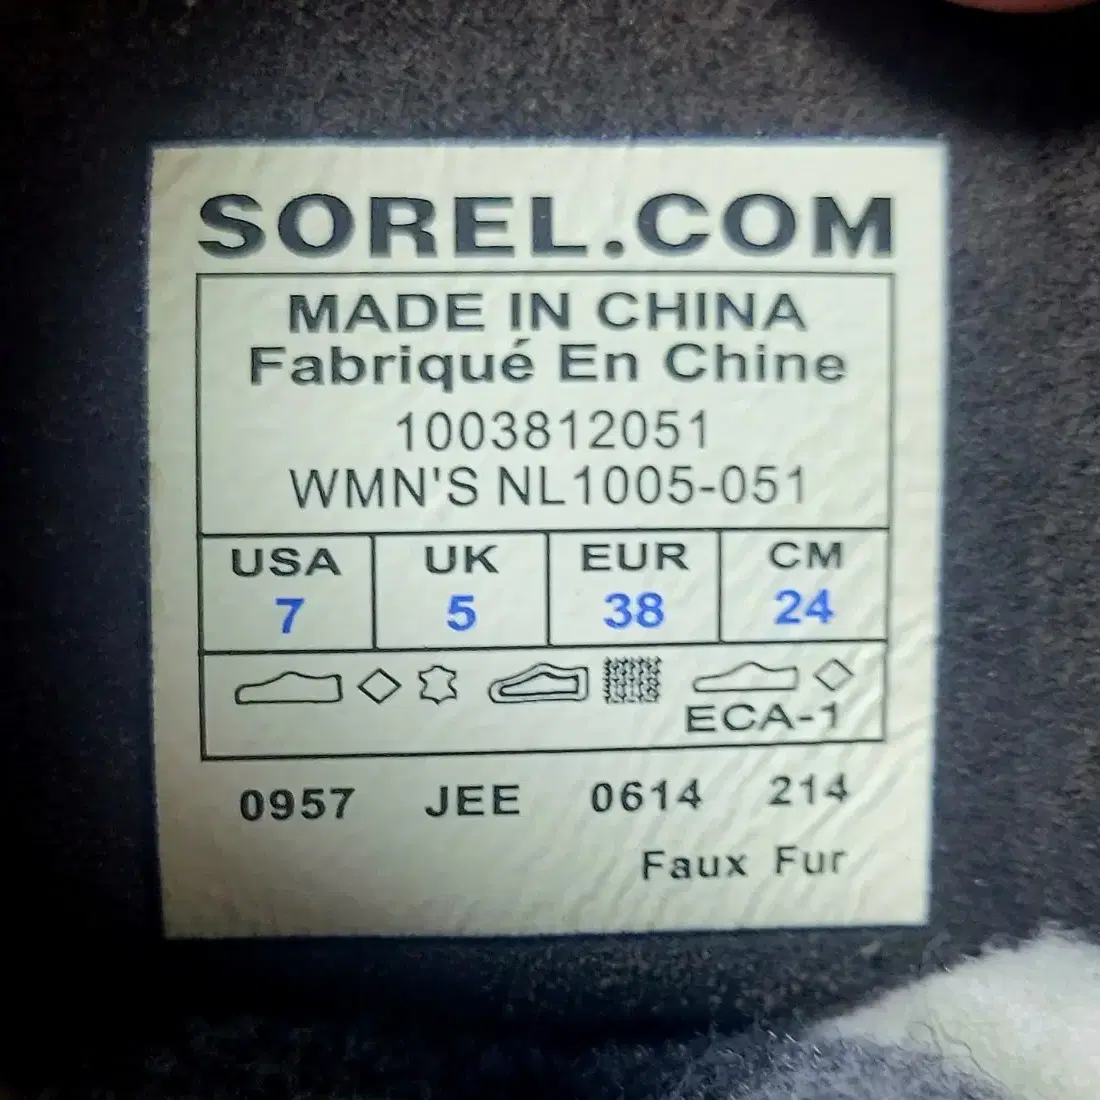 SOREL.COM
MADE IN CHINA
Fabriqué En Chine
1003812051
WMN'S NL1005-051
USA UK EUR CM
7 5 38 24
ECA-1
0957 JEE 0614 214
Faux Fur